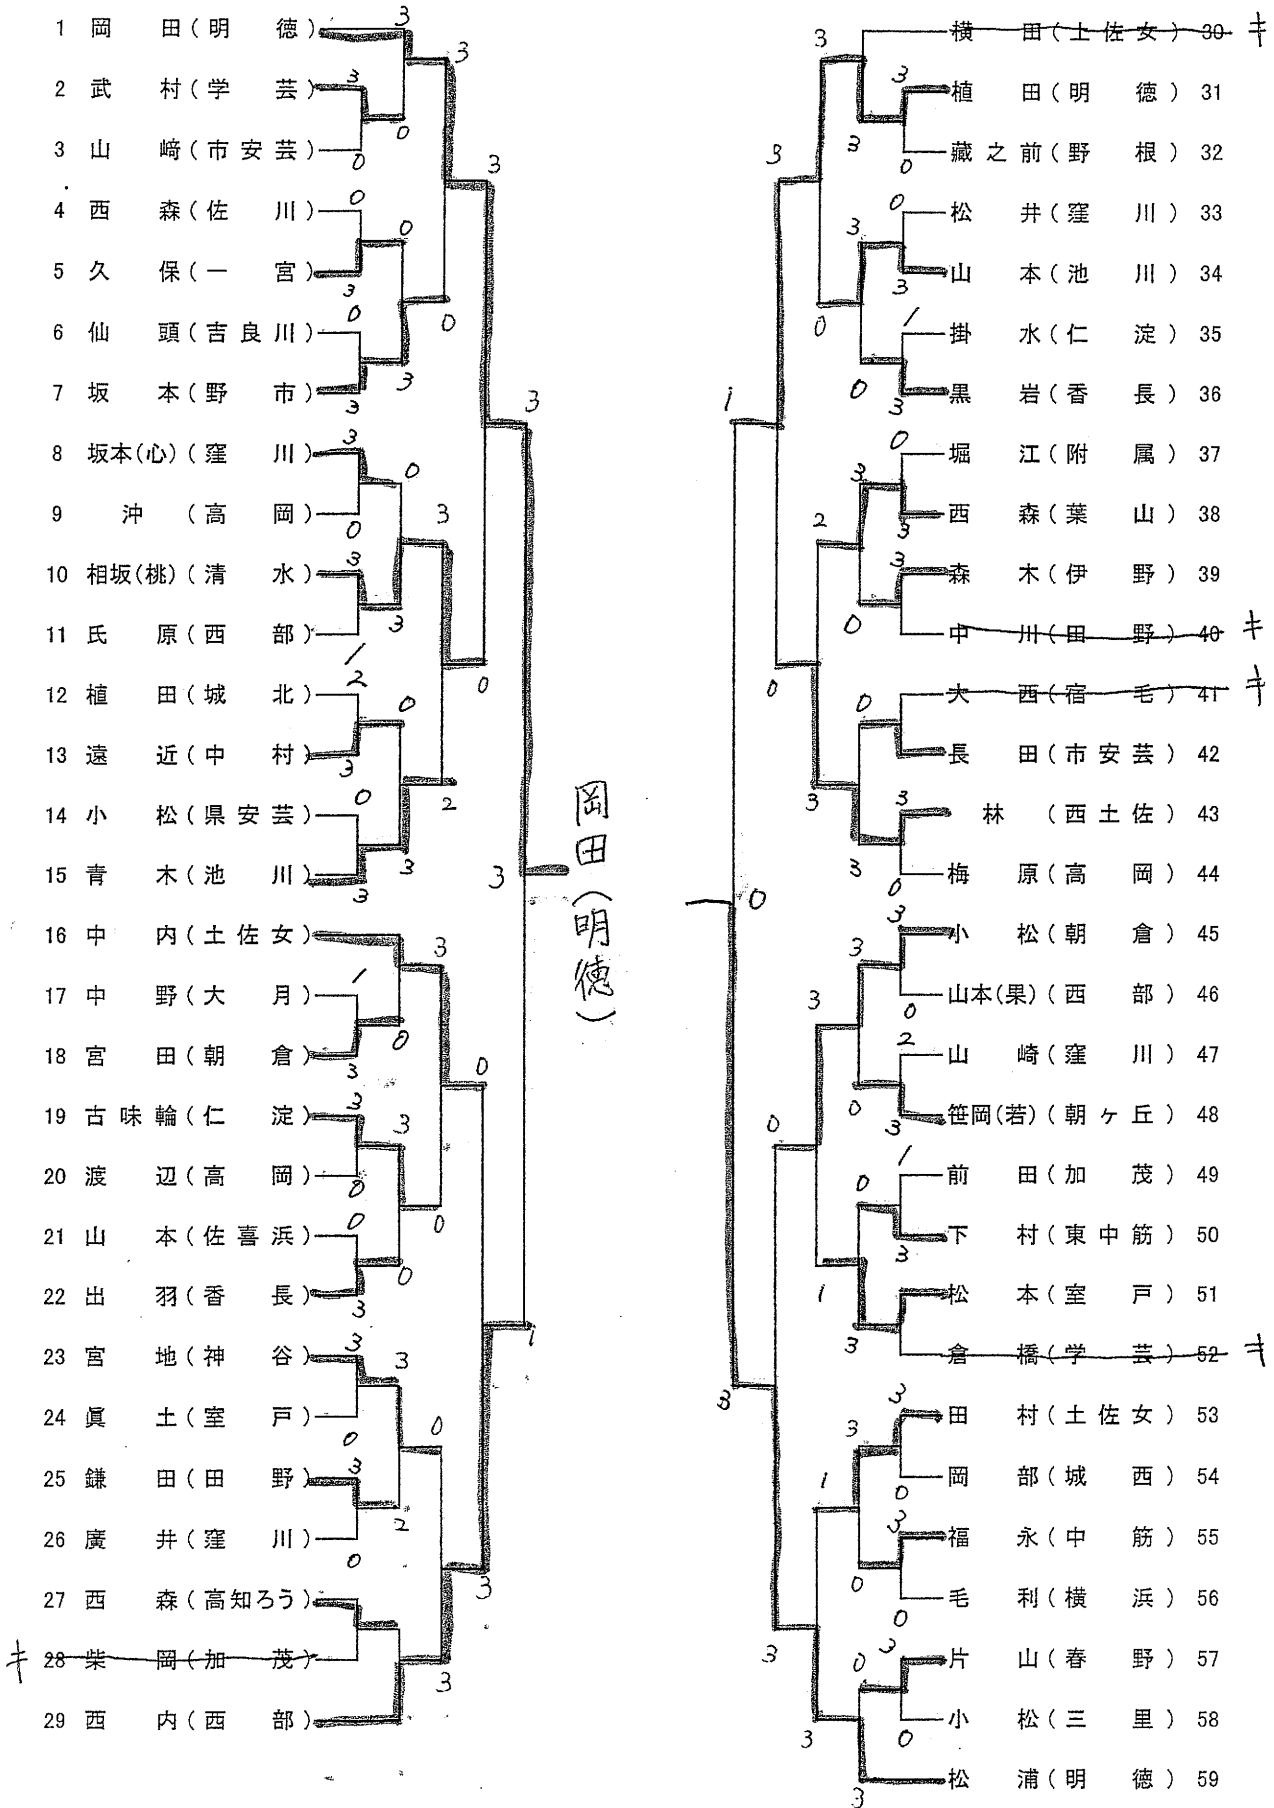 1 岡田(明徳)
2 武村(学芸)
3 山﨑(市安芸)
4 西森(佐川)
5 久保(一宮)
6 仙頭(吉良川)
7 坂本(野市)
8 坂本(心)(窪川)
9 沖(高岡)
10 相坂(桃)(清水)
11 氏原(西部)
12 植田(城北)
13 遠近(中村)
14 小松(県安芸)
15 青木(池川)
16 中内(土佐女)
17 中野(大月)
18 宮田(朝倉)
19 古味輪(仁淀)
20 渡辺(高岡)
21 山本(佐喜浜)
22 出羽(香長)
23 宮地(神谷)
24 眞土(室戸)
25 鎌田(田野)
26 廣井(窪川)
27 西森(高知ろう)
キ 28 柴岡(加茂)
29 西内(西部)
岡田(明徳)
横田(土佐女) 30 キ
植田(明徳) 31
藏之前(野根) 32
松井(窪川) 33
山本(池川) 34
掛水(仁淀) 35
黒岩(香長) 36
堀江(附属) 37
西森(葉山) 38
森木(伊野) 39
中川(田野) 40 キ
大西(宿毛) 41 キ
長田(市安芸) 42
林(西土佐) 43
梅原(高岡) 44
小松(朝倉) 45
山本(果)(西部) 46
山崎(窪川) 47
笹岡(若)(朝ヶ丘) 48
前田(加茂) 49
下村(東中筋) 50
松本(室戸) 51
倉橋(学芸) 52 キ
田村(土佐女) 53
岡部(城西) 54
福永(中筋) 55
毛利(横浜) 56
片山(春野) 57
小松(三里) 58
松浦(明徳) 59